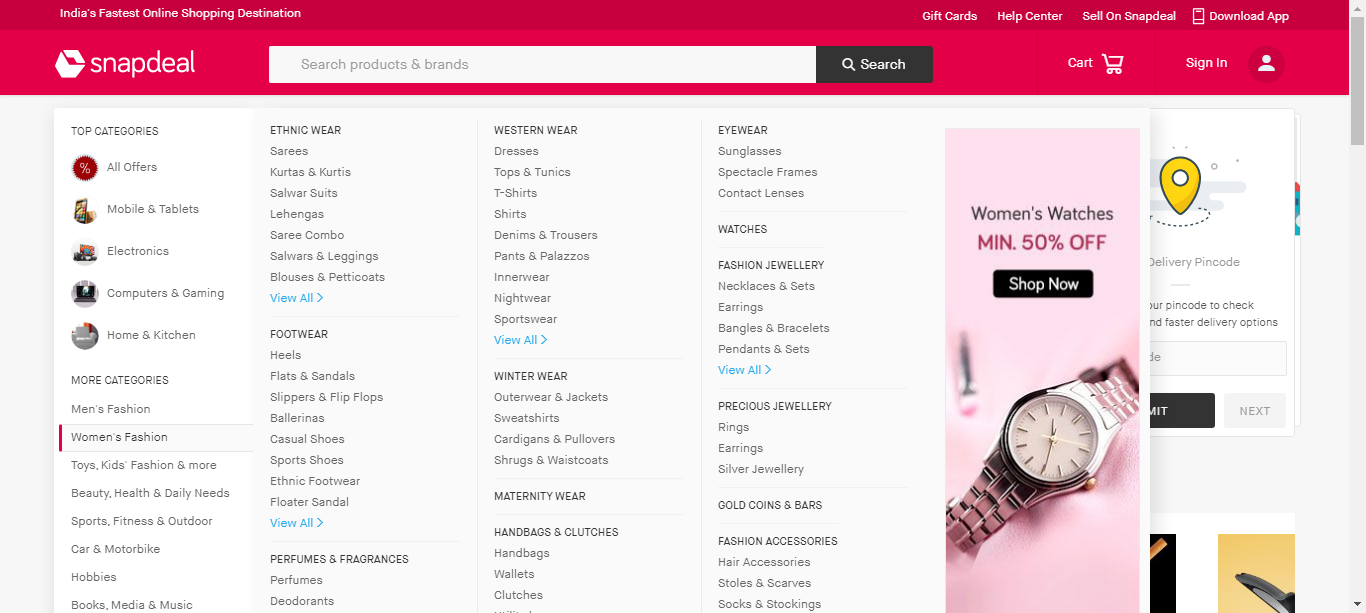 India's Fastest Online Shopping Destination
Gift Cards
Help Center
Sell On Snapdeal
Download App
snapdeal
Search products & brands
Search
Cart
Sign In
TOP CATEGORIES
All Offers
Mobile & Tablets
Electronics
Computers & Gaming
Home & Kitchen
MORE CATEGORIES
Men's Fashion
Women's Fashion
Toys, Kids' Fashion & more
Beauty, Health & Daily Needs
Sports, Fitness & Outdoor
Car & Motorbike
Hobbies
Books, Media & Music
ETHNIC WEAR
Sarees
Kurtas & Kurtis
Salwar Suits
Lehengas
Saree Combo
Salwars & Leggings
Blouses & Petticoats
View All >
FOOTWEAR
Heels
Flats & Sandals
Slippers & Flip Flops
Ballerinas
Casual Shoes
Sports Shoes
Ethnic Footwear
Floater Sandal
View All >
PERFUMES & FRAGRANCES
Perfumes
Deodorants
WESTERN WEAR
Dresses
Tops & Tunics
T-Shirts
Shirts
Denims & Trousers
Pants & Palazzos
Innerwear
Nightwear
Sportswear
View All >
WINTER WEAR
Outerwear & Jackets
Sweatshirts
Cardigans & Pullovers
Shrugs & Waistcoats
MATERNITY WEAR
HANDBAGS & CLUTCHES
Handbags
Wallets
Clutches
EYEWEAR
Sunglasses
Spectacle Frames
Contact Lenses
WATCHES
FASHION JEWELLERY
Necklaces & Sets
Earrings
Bangles & Bracelets
Pendants & Sets
View All >
PRECIOUS JEWELLERY
Rings
Earrings
Silver Jewellery
GOLD COINS & BARS
FASHION ACCESSORIES
Hair Accessories
Stoles & Scarves
Socks & Stockings
Women's Watches
MIN. 50% OFF
Shop Now
Delivery Pincode
our pincode to check
nd faster delivery options
de
MIT
NEXT